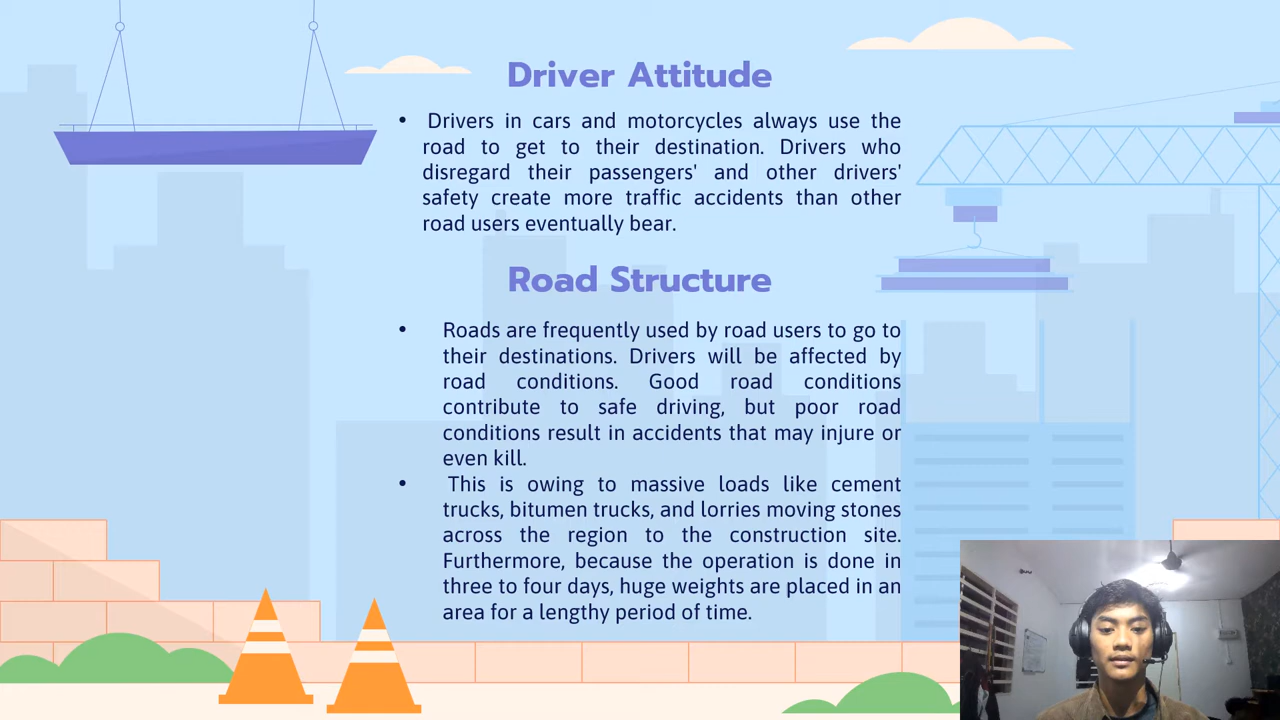 Driver Attitude
• Drivers in cars and motorcycles always use the
road to get to their destination. Drivers who
disregard their passengers' and other drivers'
safety create more traffic accidents than other
road users eventually bear.
Road Structure
• Roads are frequently used by road users to go to
their destinations. Drivers will be affected by
road conditions. Good road conditions
contribute to safe driving, but poor road
conditions result in accidents that may injure or
even kill.
• This is owing to massive loads like cement
trucks, bitumen trucks, and lorries moving stones
across the region to the construction site.
Furthermore, because the operation is done in
three to four days, huge weights are placed in an
area for a lengthy period of time.